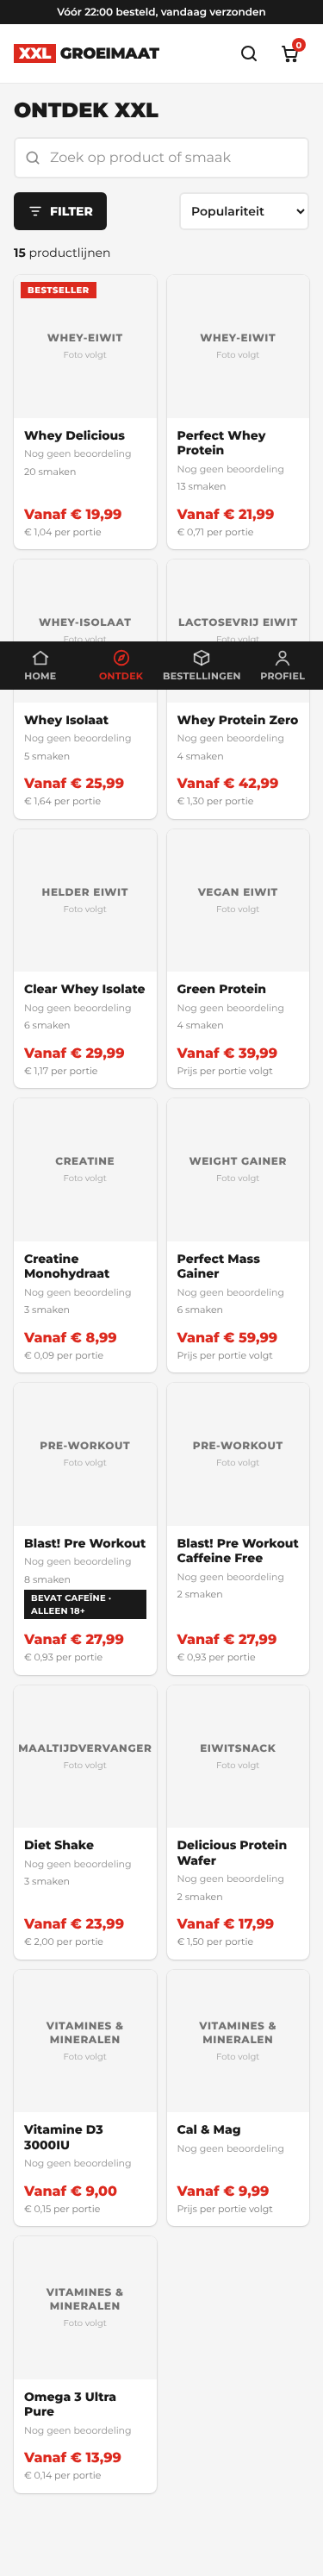 Vóór 22:00 besteld, vandaag verzonden
XXL GROEIMAAT
9
ONTDEK XXL
Zoek op product of smaak
FILTER
Populariteit
15 productlijnen
BESTSELLER
WHEY-EIWIT
Foto volgt
Whey Delicious
Nog geen beoordeling
20 smaken
Vanaf € 19,99
€ 1,04 per portie
WHEY-EIWIT
Foto volgt
Perfect Whey
Protein
Nog geen beoordeling
13 smaken
Vanaf € 21,99
€ 0,71 per portie
WHEY-ISOLAAT
Foto volgt
Whey Isolaat
Nog geen beoordeling
5 smaken
Vanaf € 25,99
€ 1,64 per portie
LACTOSEVRIJ EIWIT
Foto volgt
Whey Protein Zero
Nog geen beoordeling
4 smaken
Vanaf € 42,99
€ 1,30 per portie
HOME
ONTDEK
BESTELLINGEN
PROFIEL
HELDER EIWIT
Foto volgt
Clear Whey Isolate
Nog geen beoordeling
6 smaken
Vanaf € 29,99
€ 1,17 per portie
VEGAN EIWIT
Foto volgt
Green Protein
Nog geen beoordeling
4 smaken
Vanaf € 39,99
Prijs per portie volgt
CREATINE
Foto volgt
Creatine
Monohydraat
Nog geen beoordeling
3 smaken
Vanaf € 8,99
€ 0,09 per portie
WEIGHT GAINER
Foto volgt
Perfect Mass
Gainer
Nog geen beoordeling
6 smaken
Vanaf € 59,99
Prijs per portie volgt
PRE-WORKOUT
Foto volgt
Blast! Pre Workout
Nog geen beoordeling
8 smaken
BEVAT CAFEÏNE ·
ALLEEN 18+
Vanaf € 27,99
€ 0,93 per portie
PRE-WORKOUT
Foto volgt
Blast! Pre Workout
Caffeine Free
Nog geen beoordeling
2 smaken
Vanaf € 27,99
€ 0,93 per portie
MAALTIJDVERVANGER
Foto volgt
Diet Shake
Nog geen beoordeling
3 smaken
Vanaf € 23,99
€ 2,00 per portie
EIWITSNACK
Foto volgt
Delicious Protein
Wafer
Nog geen beoordeling
2 smaken
Vanaf € 17,99
€ 1,50 per portie
VITAMINES &
MINERALEN
Foto volgt
Vitamine D3
3000IU
Nog geen beoordeling
Vanaf € 9,00
€ 0,15 per portie
VITAMINES &
MINERALEN
Foto volgt
Cal & Mag
Nog geen beoordeling
Vanaf € 9,99
Prijs per portie volgt
VITAMINES &
MINERALEN
Foto volgt
Omega 3 Ultra
Pure
Nog geen beoordeling
Vanaf € 13,99
€ 0,14 per portie